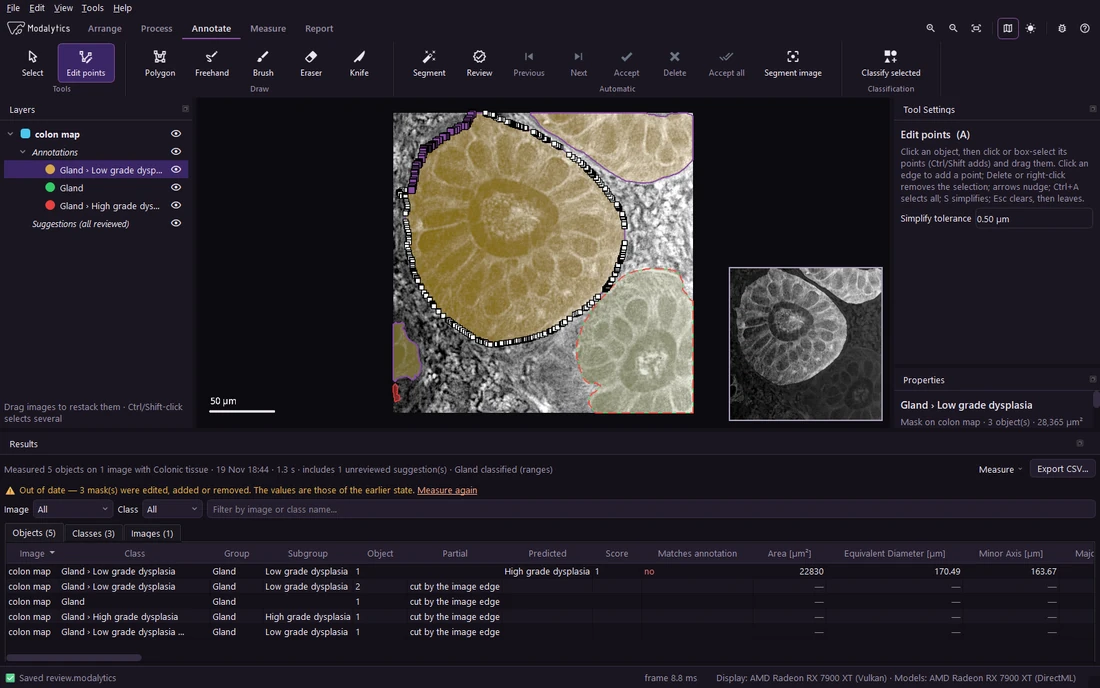 File Edit View Tools Help
Modalytics Arrange Process Annotate Measure Report
Select Edit points Polygon Freehand Brush Eraser Knife Segment Review Previous Next Accept Delete Accept all Segment image Classify selected
Tools Draw Automatic Classification
Layers
colon map
Annotations
Gland › Low grade dysp...
Gland
Gland › High grade dys...
Suggestions (all reviewed)
Drag images to restack them · Ctrl/Shift-click
selects several
50 µm
Tool Settings
Edit points (A)
Click an object, then click or box-select its
points (Ctrl/Shift adds) and drag them. Click an
edge to add a point; Delete or right-click
removes the selection; arrows nudge; Ctrl+A
selects all; S simplifies; Esc clears, then leaves.
Simplify tolerance 0.50 µm
Properties
Gland › Low grade dysplasia
Mask on colon map · 3 object(s) · 28,365 µm²
Results
Measured 5 objects on 1 image with Colonic tissue · 19 Nov 18:44 · 1.3 s · includes 1 unreviewed suggestion(s) · Gland classified (ranges)
Measure Export CSV...
Out of date — 3 mask(s) were edited, added or removed. The values are those of the earlier state. Measure again
Image All Class All Filter by image or class name...
Objects (5) Classes (3) Images (1)
Image Class Group Subgroup Object Partial Predicted Score Matches annotation Area [µm²] Equivalent Diameter [µm] Minor Axis [µm] Majc
colon map Gland › Low grade dysplasia Gland Low grade dysplasia 1 High grade dysplasia 1 no 22830 170.49 163.67
colon map Gland › Low grade dysplasia Gland Low grade dysplasia 2 cut by the image edge — — —
colon map Gland Gland 1 cut by the image edge — — —
colon map Gland › High grade dysplasia Gland High grade dysplasia 1 cut by the image edge — — —
colon map Gland › Low grade dysplasia ... Gland Low grade dysplasia 1 cut by the image edge — — —
Saved review.modalytics
frame 8.8 ms Display: AMD Radeon RX 7900 XT (Vulkan) · Models: AMD Radeon RX 7900 XT (DirectML)